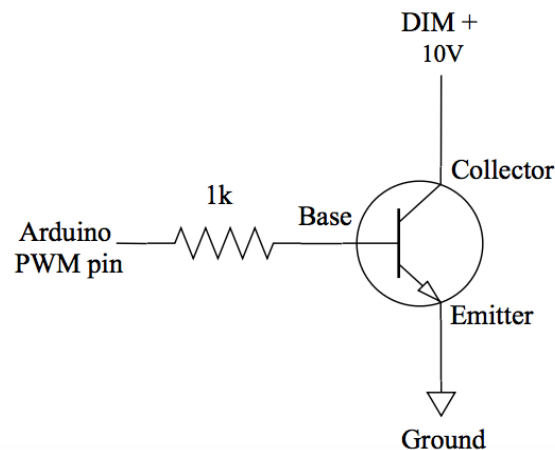 DIM +
10V
Collector
1k
Base
Arduino
PWM pin
Emitter
Ground